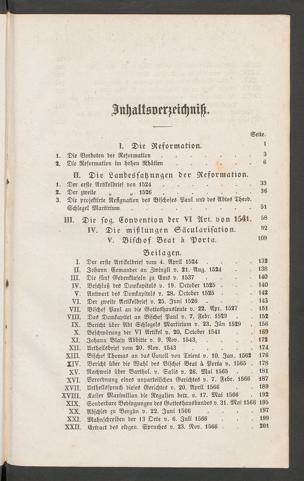 Inhaltsverzeichniß.
Seite.
I. Die Reformation. 1
1. Die Vorboten der Reformation 3
2. Die Reformation im hohen Rhätien 6
II. Die Landessatzungen der Reformation.
1. Der erste Artikelbrief von 1524 33
2. Der zweite „ „ 1526 36
3. Die projektirte Resignation des Bischofes Paul und des Abtes Theod.
Schlegel Martirium 51
III. Die sog. Convention der VI Art. von 1541. 58
IV. Die mißlungen Säcularisation. 92
V. Bischof Beat à Porta. 109
Beilagen.
I. Der erste Artikelbrief vom 4. April 1524 132
II. Johann Comander an Zwingli v. 21. Aug. 1524 138
III. Die fünf Gedenkartikel zu Ams v. 1537 140
IV. Beschluß des Domkapitels v. 19. October 1525 140
V. Antwort des Domkapitels v. 28. October 1525 142
VI. Der zweite Artikelbrief v. 25. Juni 1526 143
VII. Bischof Paul an die Gotteshausleute v. 22. Apr. 1527 151
VIII. Das Domkapitel an Bischof Paul v. 7. Febr. 1529 152
IX. Bericht über Abt Schlegels Martirium v. 23. Jän 1529 156
X. Beschwörung der VI Artikel v. 20. October 1541 169
XI. Johann Blasy Abbitte v. 9. Nov. 1543 172
XII. Urtheilsbrief vom 20. Nov. 1543 174
XIII. Bischof Thomas an das Concil von Trient v. 10. Jan. 1562 176
XIV. Bericht über die Wahl des Bischof Beat à Porta v. 1565 178
XV. Nachweis über Barthol. v. Salis v. 26. Mai 1565 181
XVI. Verordnung eines unparteiischen Gerichtes v. 7. Febr. 1566 187
XVII. Urtheilsspruch dieses Gerichtes v. 20. April 1566 189
XVIII. Kaiser Maximilian die Regalien betr. v. 17. Mai 1566 192
XIX. Sonderbare Bedingungen des Gotteshausbundes v. 31. Mai 1566 195
XX. Abschied zu Bergün v. 22. Juni 1566 197
XXI. Mahnschreiben der 13 Orte v. 6. Juli 1566 199
XXII. Extract des eidgen. Spruches v. 23. Nov. 1566 201